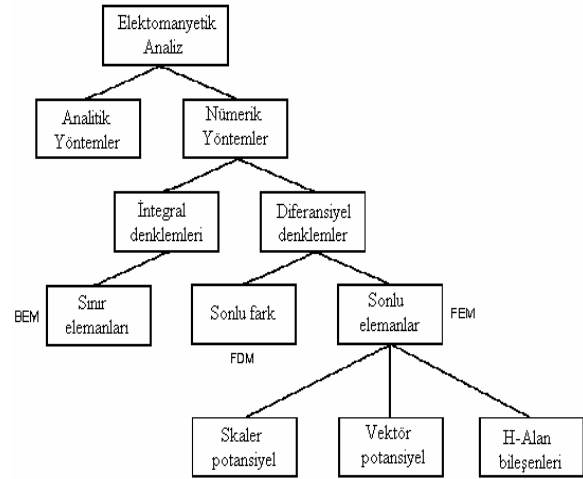 Elektomanyetik
Analiz
Analitik
Yöntemler
Nümerik
Yöntemler
İntegral
denklemleri
Diferansiyel
denklemler
BEM
Sınır
elemanları
Sonlu fark
FDM
Sonlu
elemanlar
FEM
Skaler
potansiyel
Vektör
potansiyel
H-Alan
bileşenleri